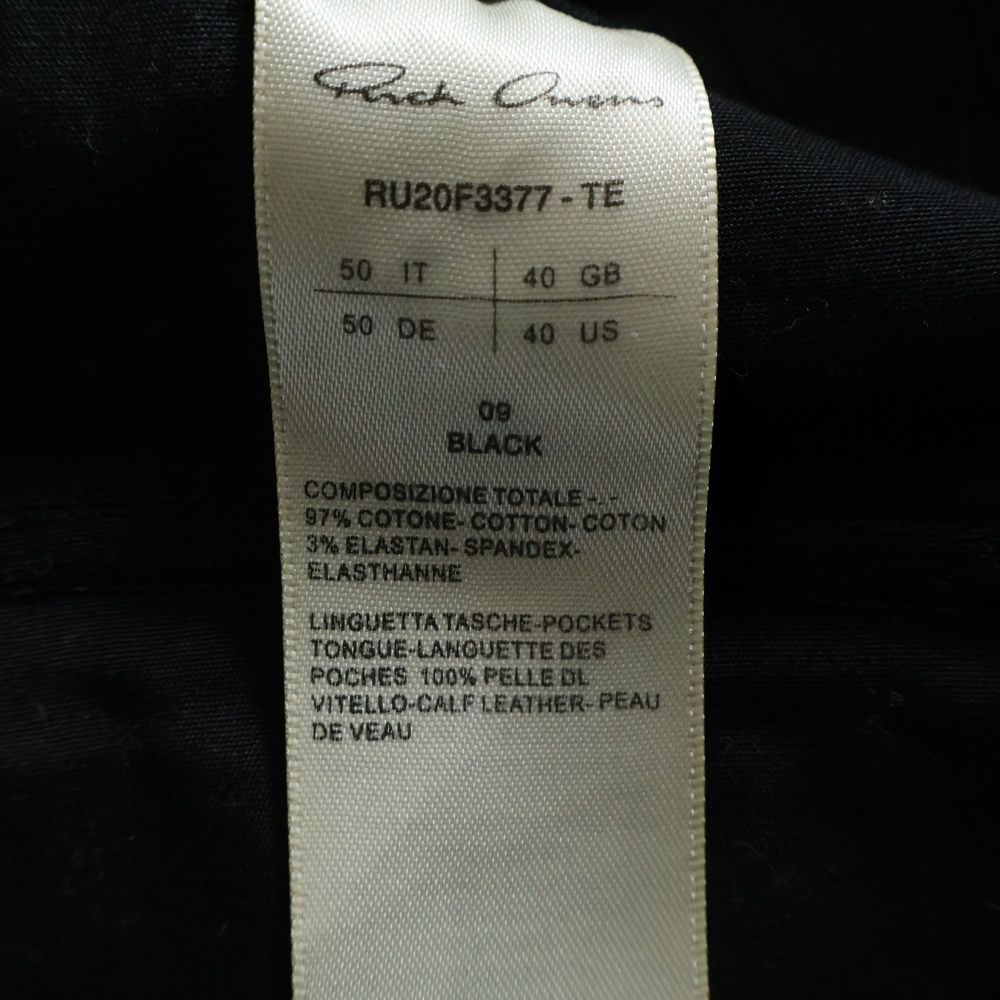 Rick Owens
RU20F3377 - TE
50 IT 40 GB
50 DE 40 US
09
BLACK
COMPOSIZIONE TOTALE-.-
97% COTONE- COTTON- COTON
3% ELASTAN- SPANDEX-
ELASTHANNE
LINGUETTA TASCHE-POCKETS
TONGUE-LANGUETTE DES
POCHES 100% PELLE DL
VITELLO-CALF LEATHER- PEAU
DE VEAU